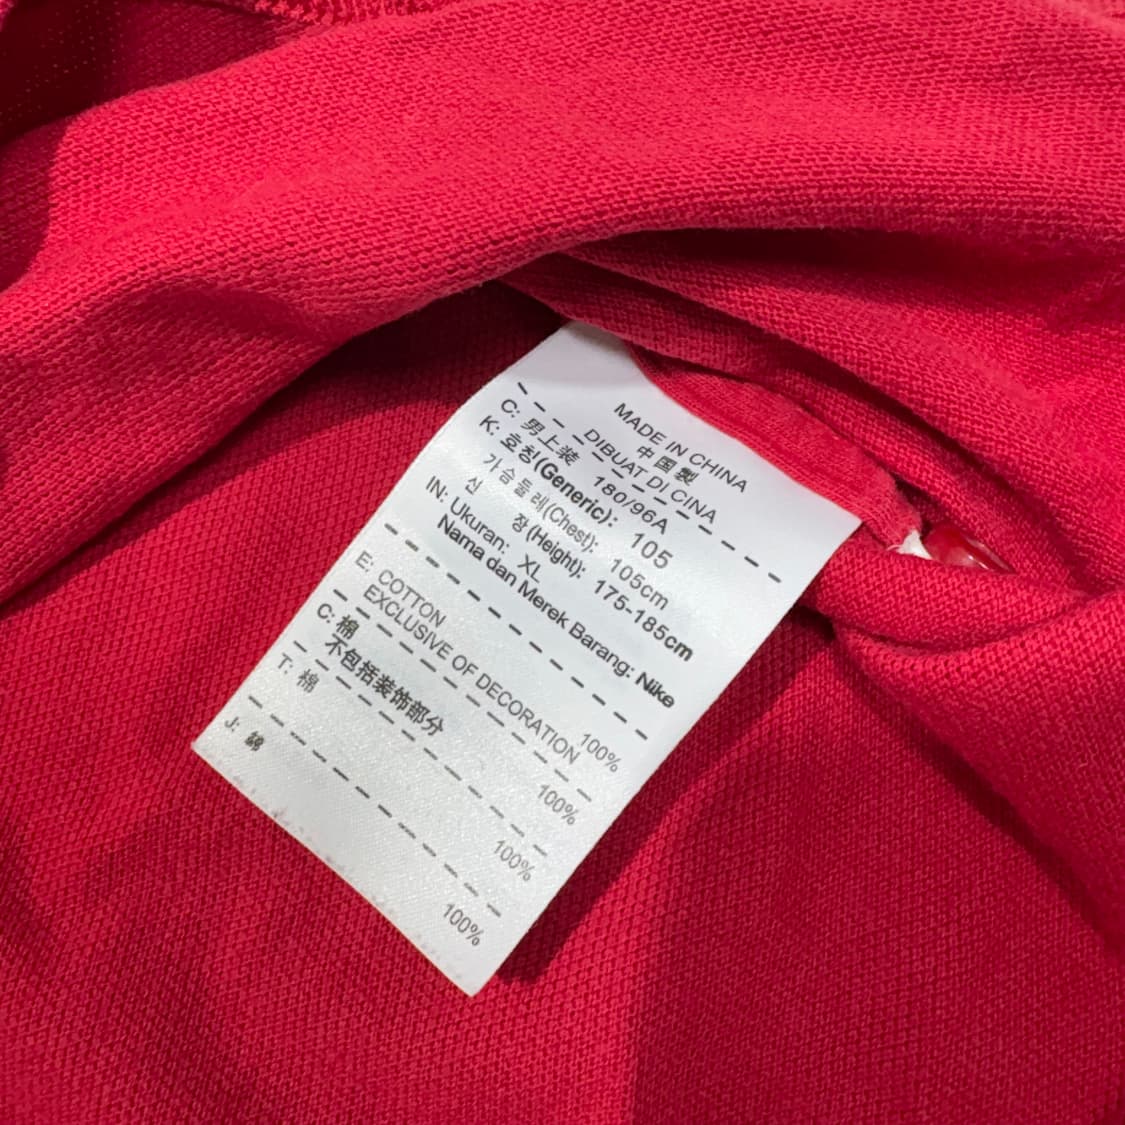 MADE IN CHINA
中国製
DIBUAT DI CINA
C: 男上装 180/96A
K: 호칭(Generic): 105
가슴둘레(Chest): 105cm
신 장(Height): 175-185cm
IN: Ukuran: XL
Nama dan Merek Barang: Nike
E: COTTON 100%
EXCLUSIVE OF DECORATION
C: 棉 100%
不包括装饰部分
T: 棉 100%
J: 綿 100%